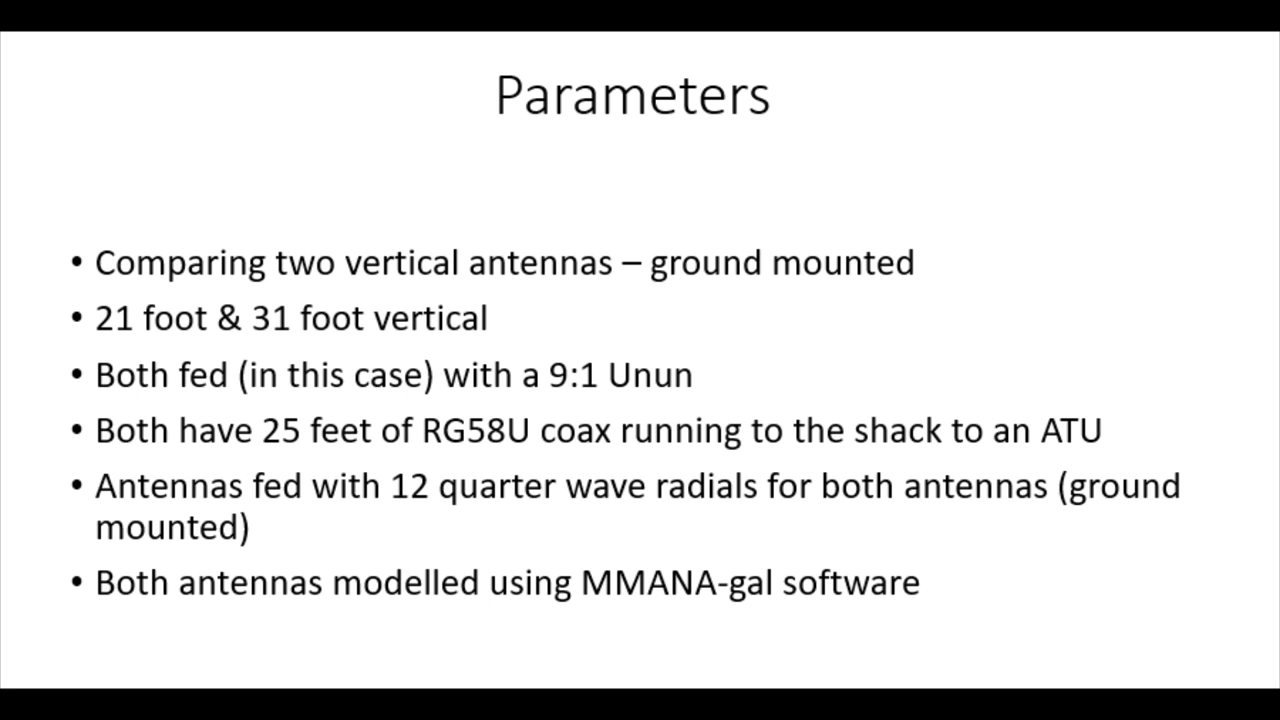 Parameters
• Comparing two vertical antennas – ground mounted
• 21 foot & 31 foot vertical
• Both fed (in this case) with a 9:1 Unun
• Both have 25 feet of RG58U coax running to the shack to an ATU
• Antennas fed with 12 quarter wave radials for both antennas (ground
mounted)
• Both antennas modelled using MMANA-gal software